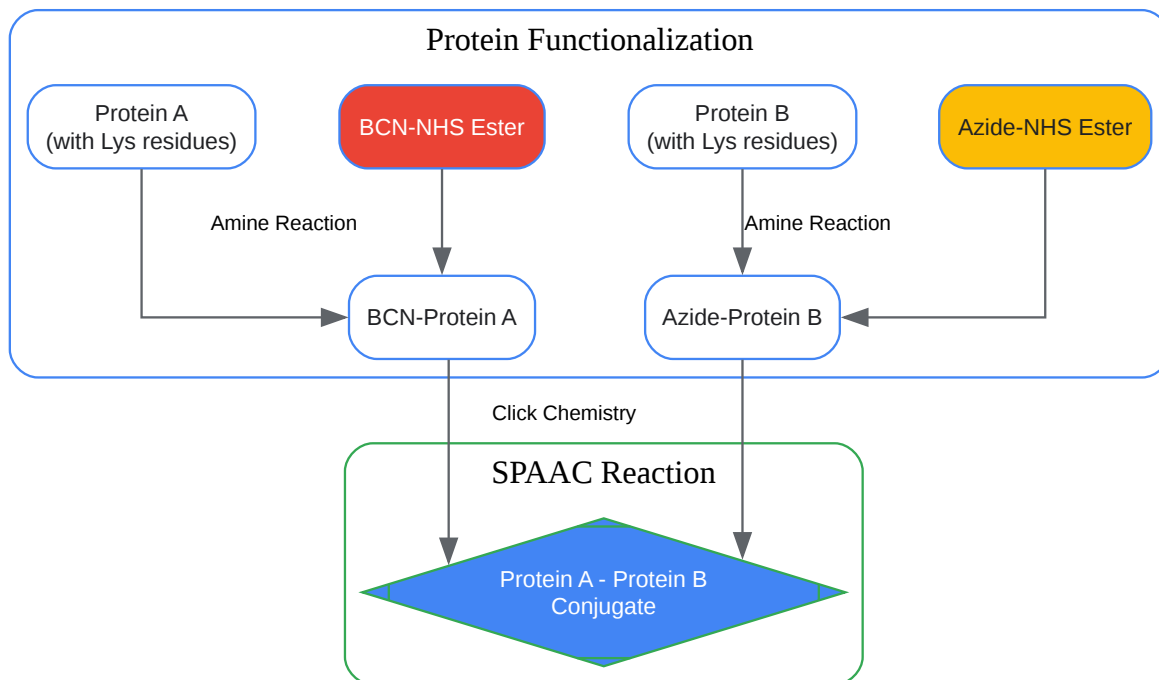 Protein Functionalization
Protein A
(with Lys residues)
BCN-NHS Ester
Protein B
(with Lys residues)
Azide-NHS Ester
Amine Reaction
Amine Reaction
BCN-Protein A
Azide-Protein B
Click Chemistry
SPAAC Reaction
Protein A - Protein B
Conjugate